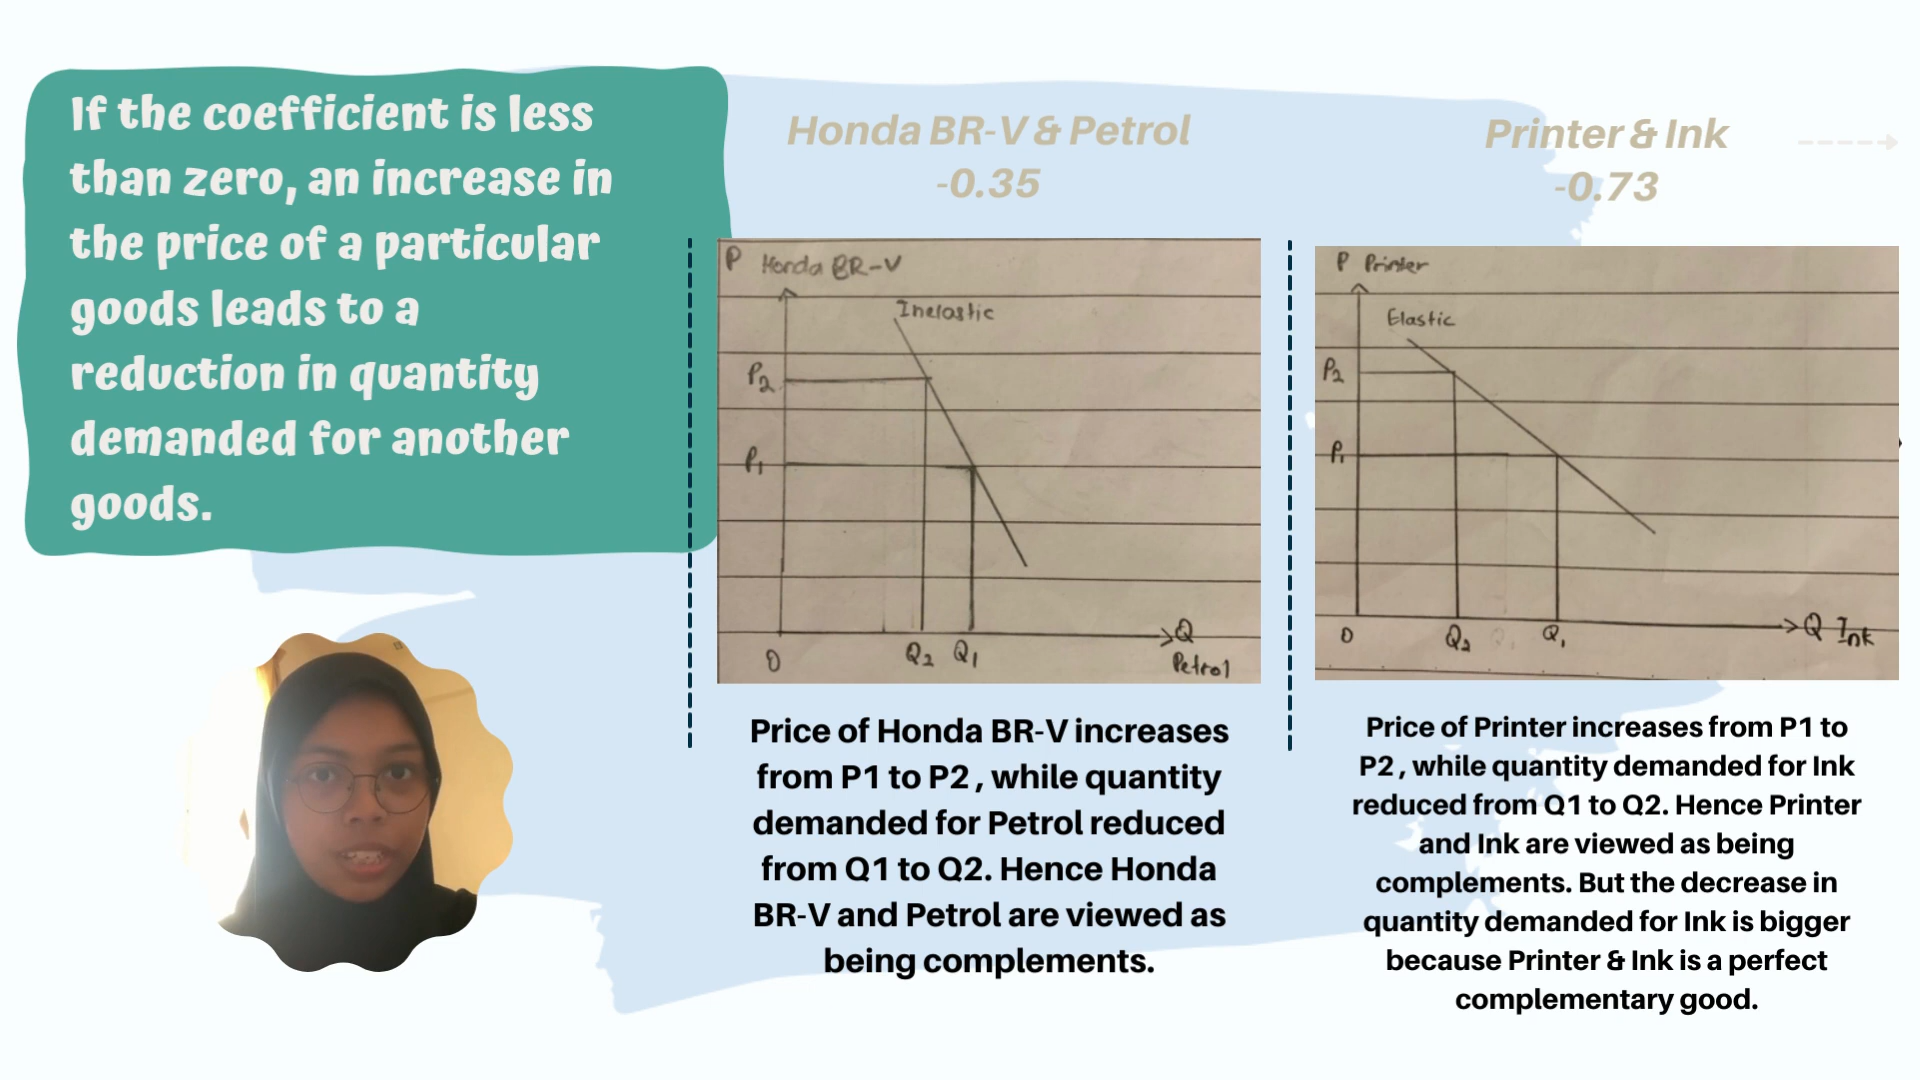 If the coefficient is less
than zero, an increase in
the price of a particular
goods leads to a
reduction in quantity
demanded for another
goods.
Honda BR-V & Petrol
-0.35
P Honda BR-V
Inelastic
P2
P1
Q
O Q2 Q1 Petrol
Price of Honda BR-V increases
from P1 to P2 , while quantity
demanded for Petrol reduced
from Q1 to Q2. Hence Honda
BR-V and Petrol are viewed as
being complements.
Printer & Ink
-0.73
P Printer
Elastic
P2
P1
O Q2 Q1 Q Ink
Price of Printer increases from P1 to
P2 , while quantity demanded for Ink
reduced from Q1 to Q2. Hence Printer
and Ink are viewed as being
complements. But the decrease in
quantity demanded for Ink is bigger
because Printer & Ink is a perfect
complementary good.